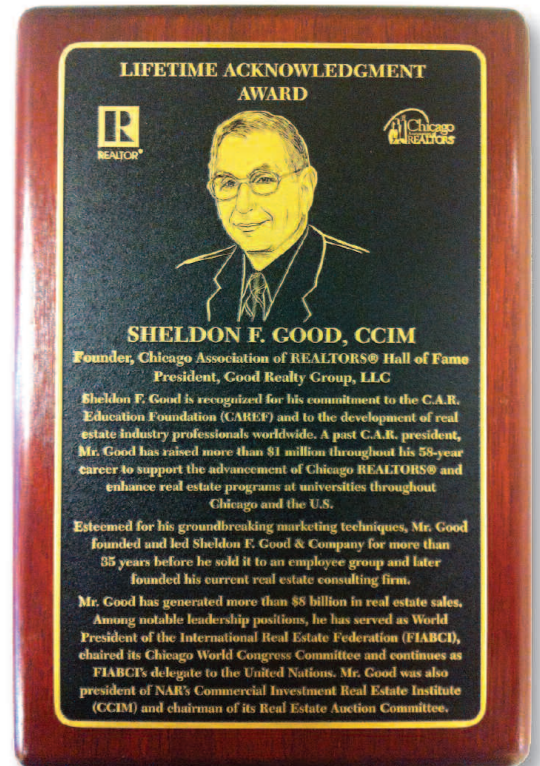 LIFETIME ACKNOWLEDGMENT
AWARD
R
REALTOR®
Chicago
REALTORS
SHELDON F. GOOD, CCIM
Founder, Chicago Association of REALTORS® Hall of Fame
President, Good Realty Group, LLC
Sheldon F. Good is recognized for his commitment to the C.A.R.
Education Foundation (CAREF) and to the development of real
estate industry professionals worldwide. A past C.A.R. president,
Mr. Good has raised more than $1 million throughout his 58-year
career to support the advancement of Chicago REALTORS® and
enhance real estate programs at universities throughout
Chicago and the U.S.
Esteemed for his groundbreaking marketing techniques, Mr. Good
founded and led Sheldon F. Good & Company for more than
35 years before he sold it to an employee group and later
founded his current real estate consulting firm.
Mr. Good has generated more than $8 billion in real estate sales.
Among notable leadership positions, he has served as World
President of the International Real Estate Federation (FIABCI),
chaired its Chicago World Congress Committee and continues as
FIABCI's delegate to the United Nations. Mr. Good was also
president of NAR's Commercial Investment Real Estate Institute
(CCIM) and chairman of its Real Estate Auction Committee.